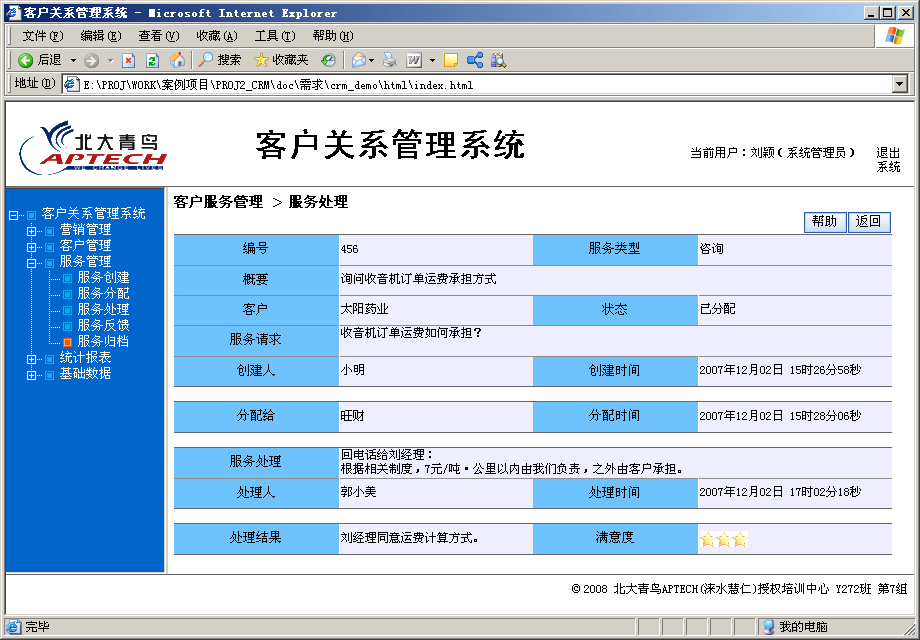 客户关系管理系统 - Microsoft Internet Explorer
文件(F) 编辑(E) 查看(V) 收藏(A) 工具(T) 帮助(H)
后退 搜索 收藏夹
地址(D) E:\PROJ\WORK\案例项目\PROJ2_CRM\doc\需求\crm_demo\html\index.html
北大青鸟
APTECH
WE CHANGE LIVES
客户关系管理系统
当前用户：刘颖(系统管理员)
退出
系统
客户关系管理系统
营销管理
客户管理
服务管理
服务创建
服务分配
服务处理
服务反馈
服务归档
统计报表
基础数据
客户服务管理 > 服务处理
帮助 返回
编号 456 服务类型 咨询
概要 询问收音机订单运费承担方式
客户 太阳药业 状态 已分配
服务请求 收音机订单运费如何承担?
创建人 小明 创建时间 2007年12月02日 15时26分58秒
分配给 旺财 分配时间 2007年12月02日 15时28分06秒
服务处理 回电话给刘经理：
根据相关制度，7元/吨·公里以内由我们负责，之外由客户承担。
处理人 郭小美 处理时间 2007年12月02日 17时02分18秒
处理结果 刘经理同意运费计算方式。 满意度
©2008 北大青鸟APTECH(涞水慧仁)授权培训中心 Y272班 第7组
完毕 我的电脑